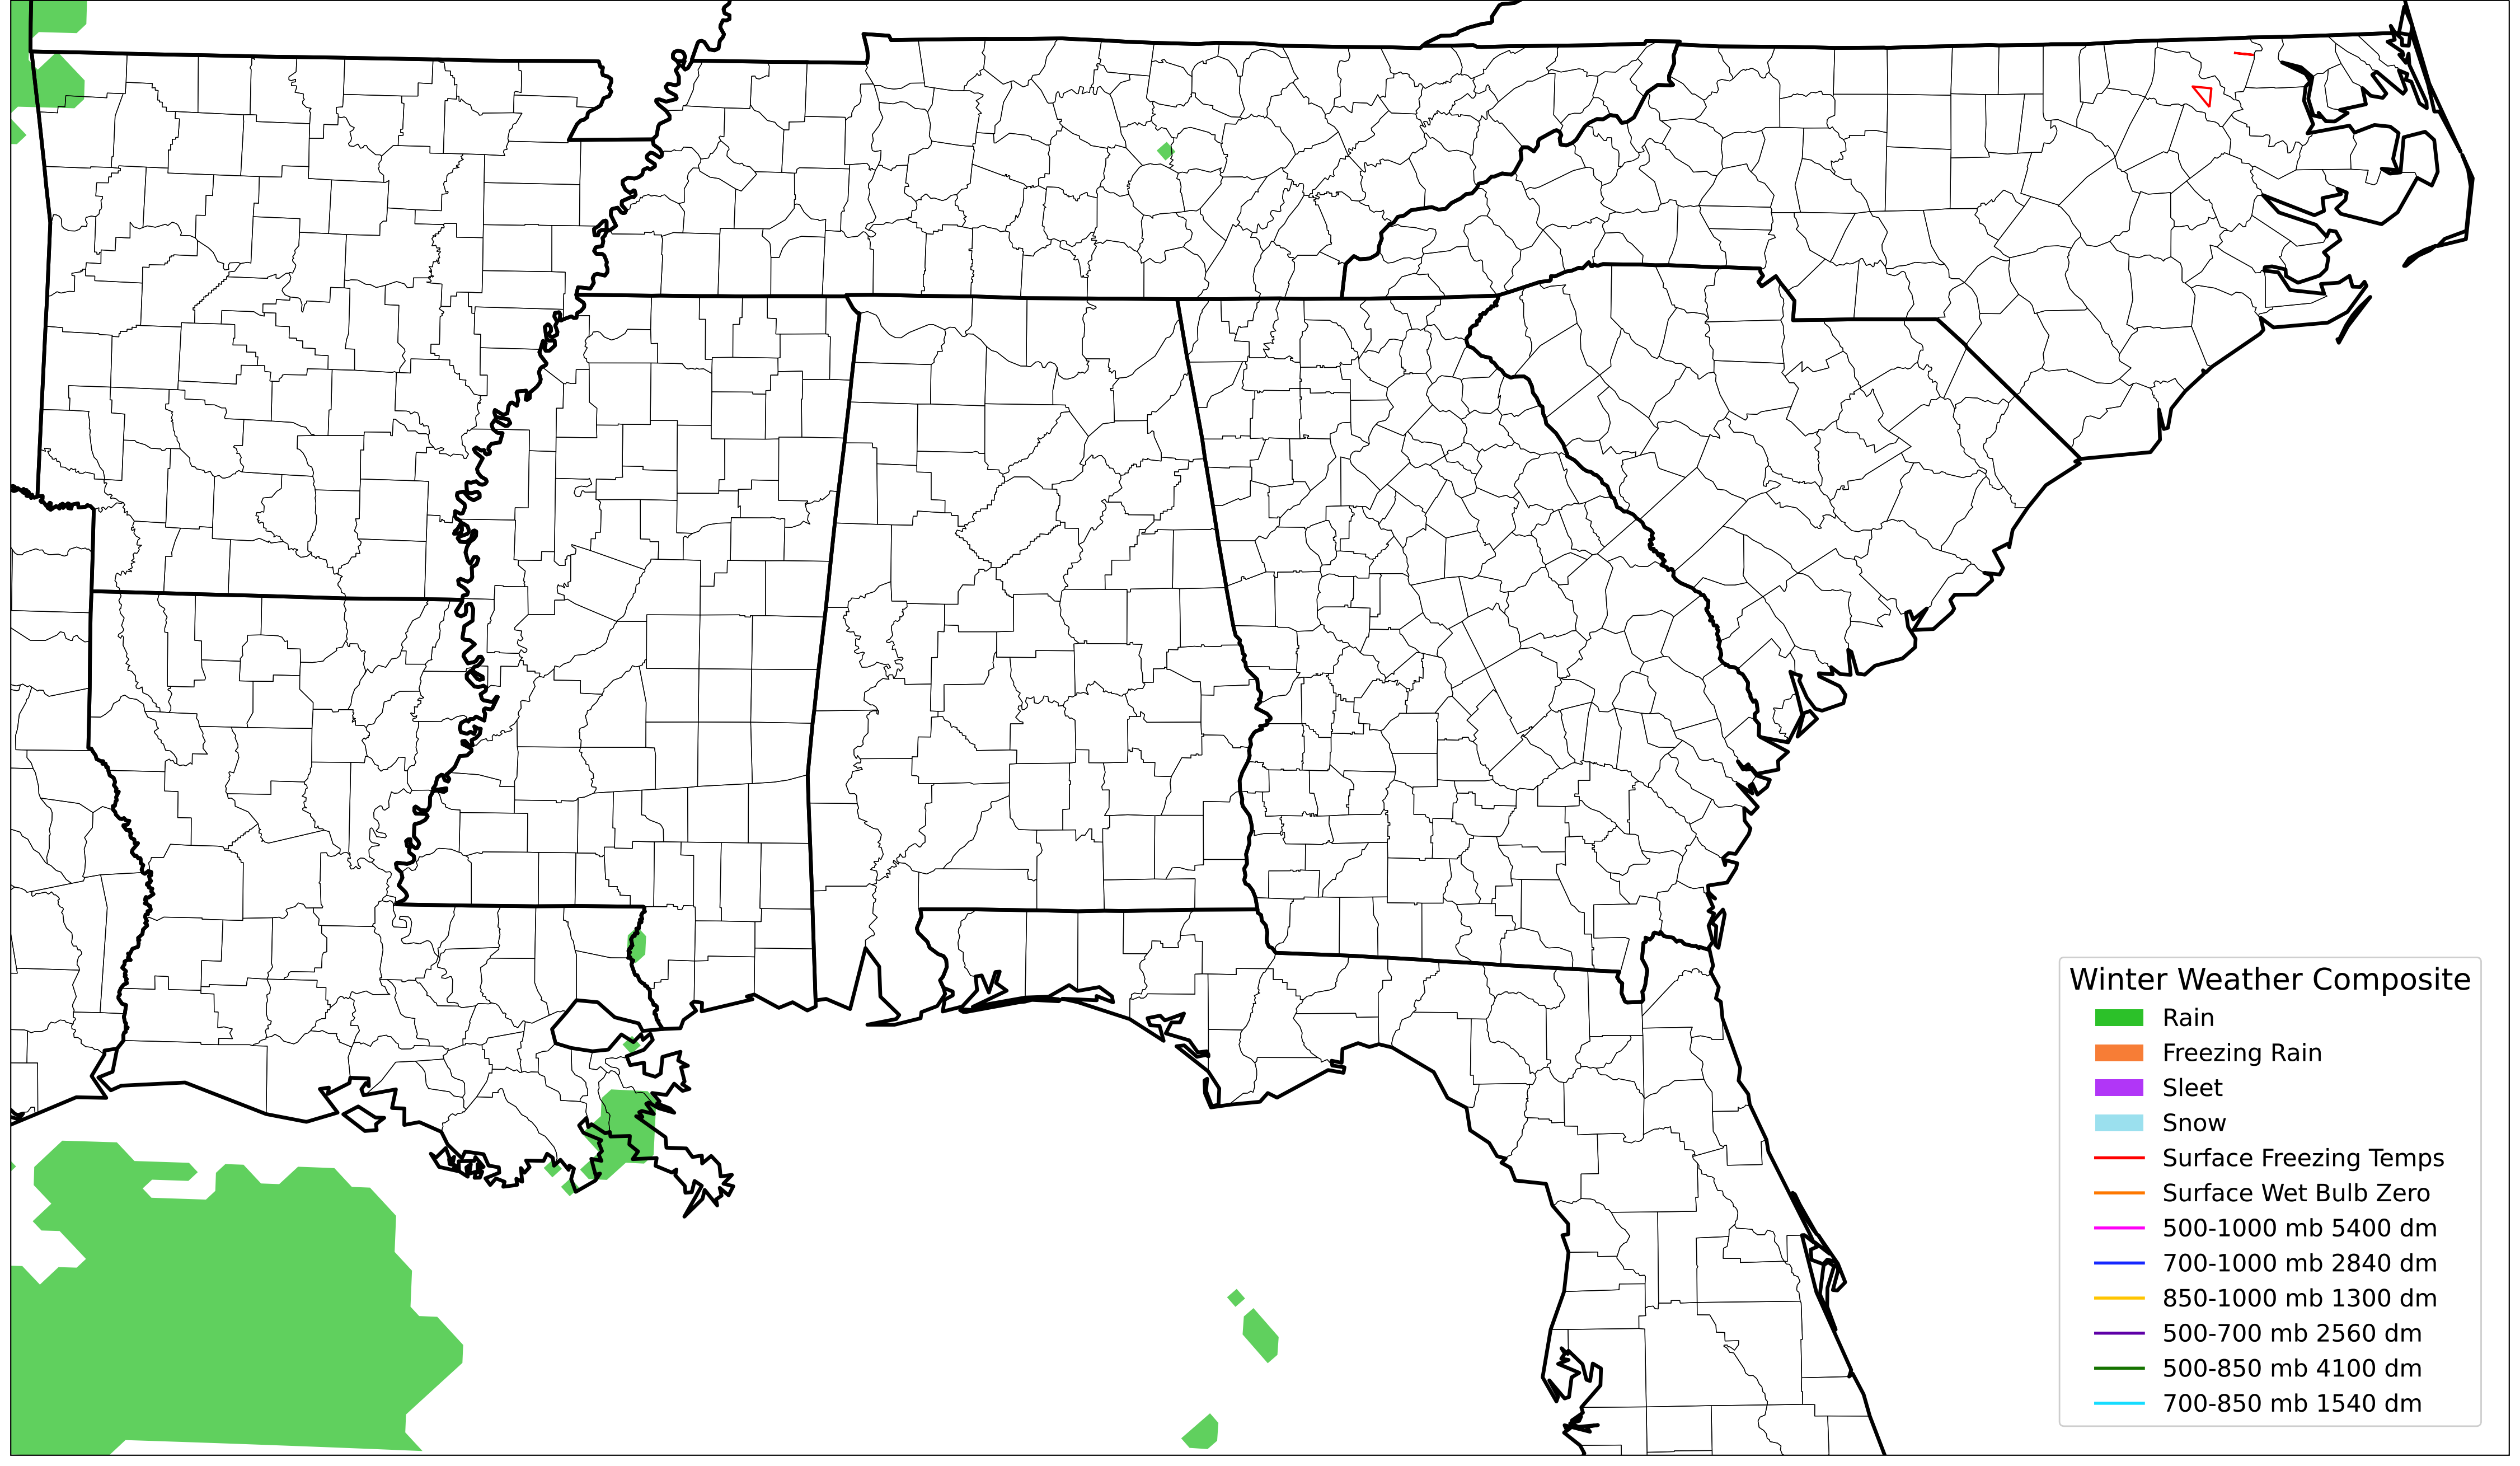 Winter Weather Composite
Rain
Freezing Rain
Sleet
Snow
Surface Freezing Temps
Surface Wet Bulb Zero
500-1000 mb 5400 dm
700-1000 mb 2840 dm
850-1000 mb 1300 dm
500-700 mb 2560 dm
500-850 mb 4100 dm
700-850 mb 1540 dm